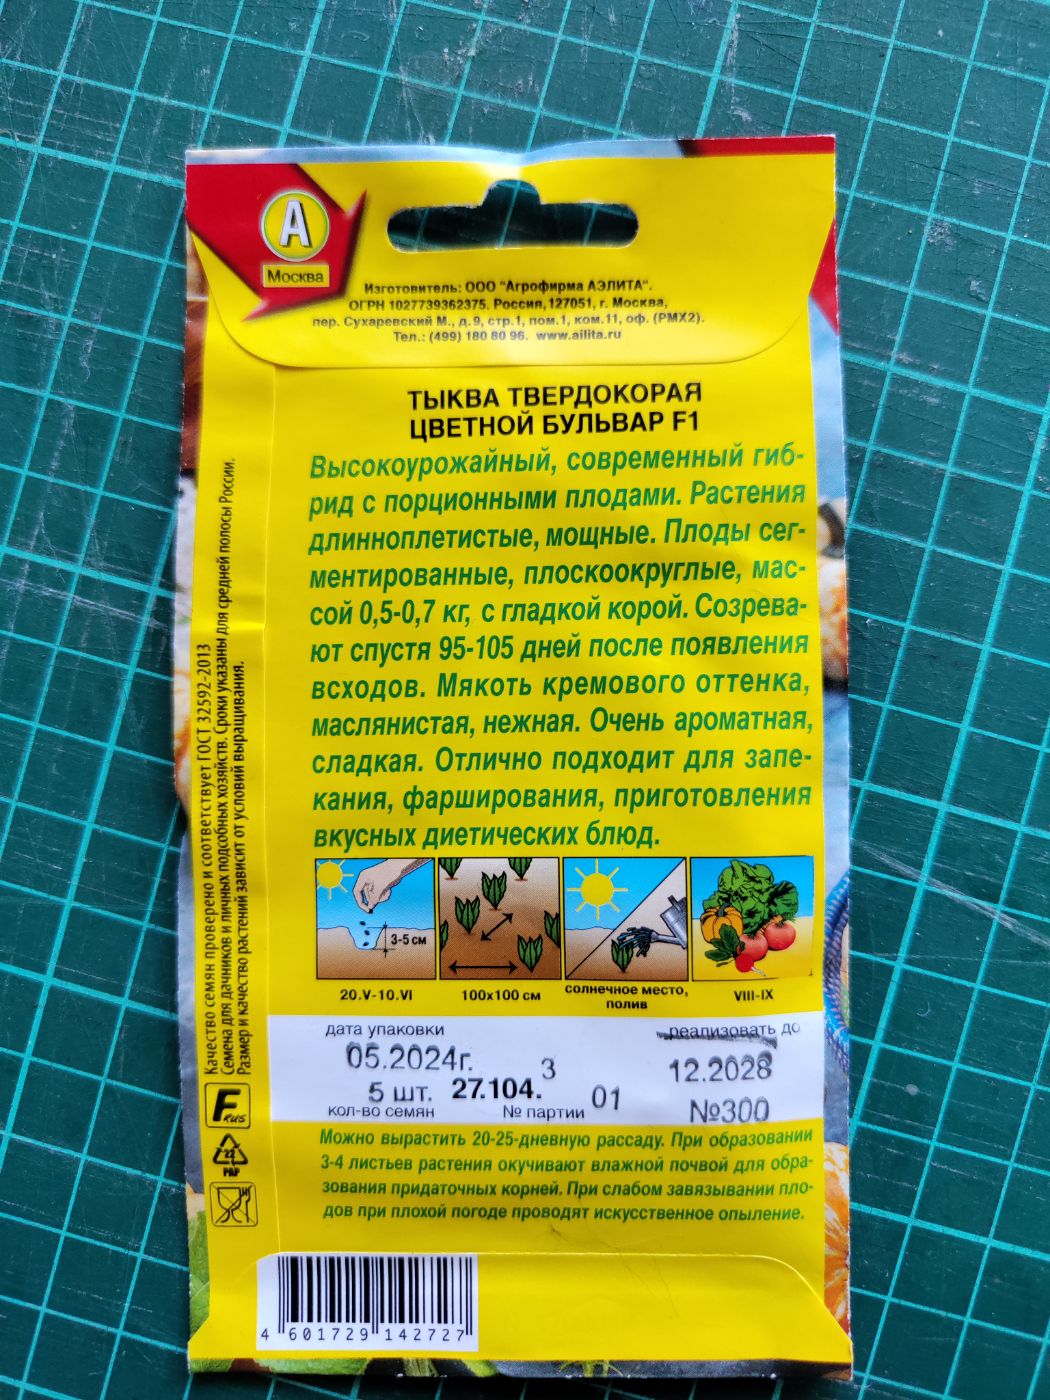 А
Москва
Изготовитель: ООО "Агрофирма АЭЛИТА".
ОГРН 1027739362375. Россия, 127051, г. Москва,
пер. Сухаревский М., д.9, стр.1, пом.1, ком.11, оф. (РМХ2).
Тел.: (499) 180 80 96. www.ailita.ru
ТЫКВА ТВЕРДОКОРАЯ
ЦВЕТНОЙ БУЛЬВАР F1
Высокоурожайный, современный гиб-
рид с порционными плодами. Растения
длинноплетистые, мощные. Плоды сег-
ментированные, плоскоокруглые, мас-
сой 0,5-0,7 кг, с гладкой корой. Созрева-
ют спустя 95-105 дней после появления
всходов. Мякоть кремового оттенка,
маслянистая, нежная. Очень ароматная,
сладкая. Отлично подходит для запе-
кания, фарширования, приготовления
вкусных диетических блюд.
3-5 см
20.V-10.VI
100x100 см
солнечное место,
полив
VIII-IX
дата упаковки
реализовать до
05.2024г.
3
12.2028
5 шт.
27.104.
01
№300
кол-во семян
№ партии
Можно вырастить 20-25-дневную рассаду. При образовании
3-4 листьев растения окучивают влажной почвой для обра-
зования придаточных корней. При слабом завязывании пло-
дов при плохой погоде проводят искусственное опыление.
Качество семян проверено и соответствует ГОСТ 32592-2013
Семена для дачников и личных подсобных хозяйств. Сроки указаны для средней полосы России.
Размер и качество растений зависит от условий выращивания.
F RUS
22
PAP
4 601729 142727